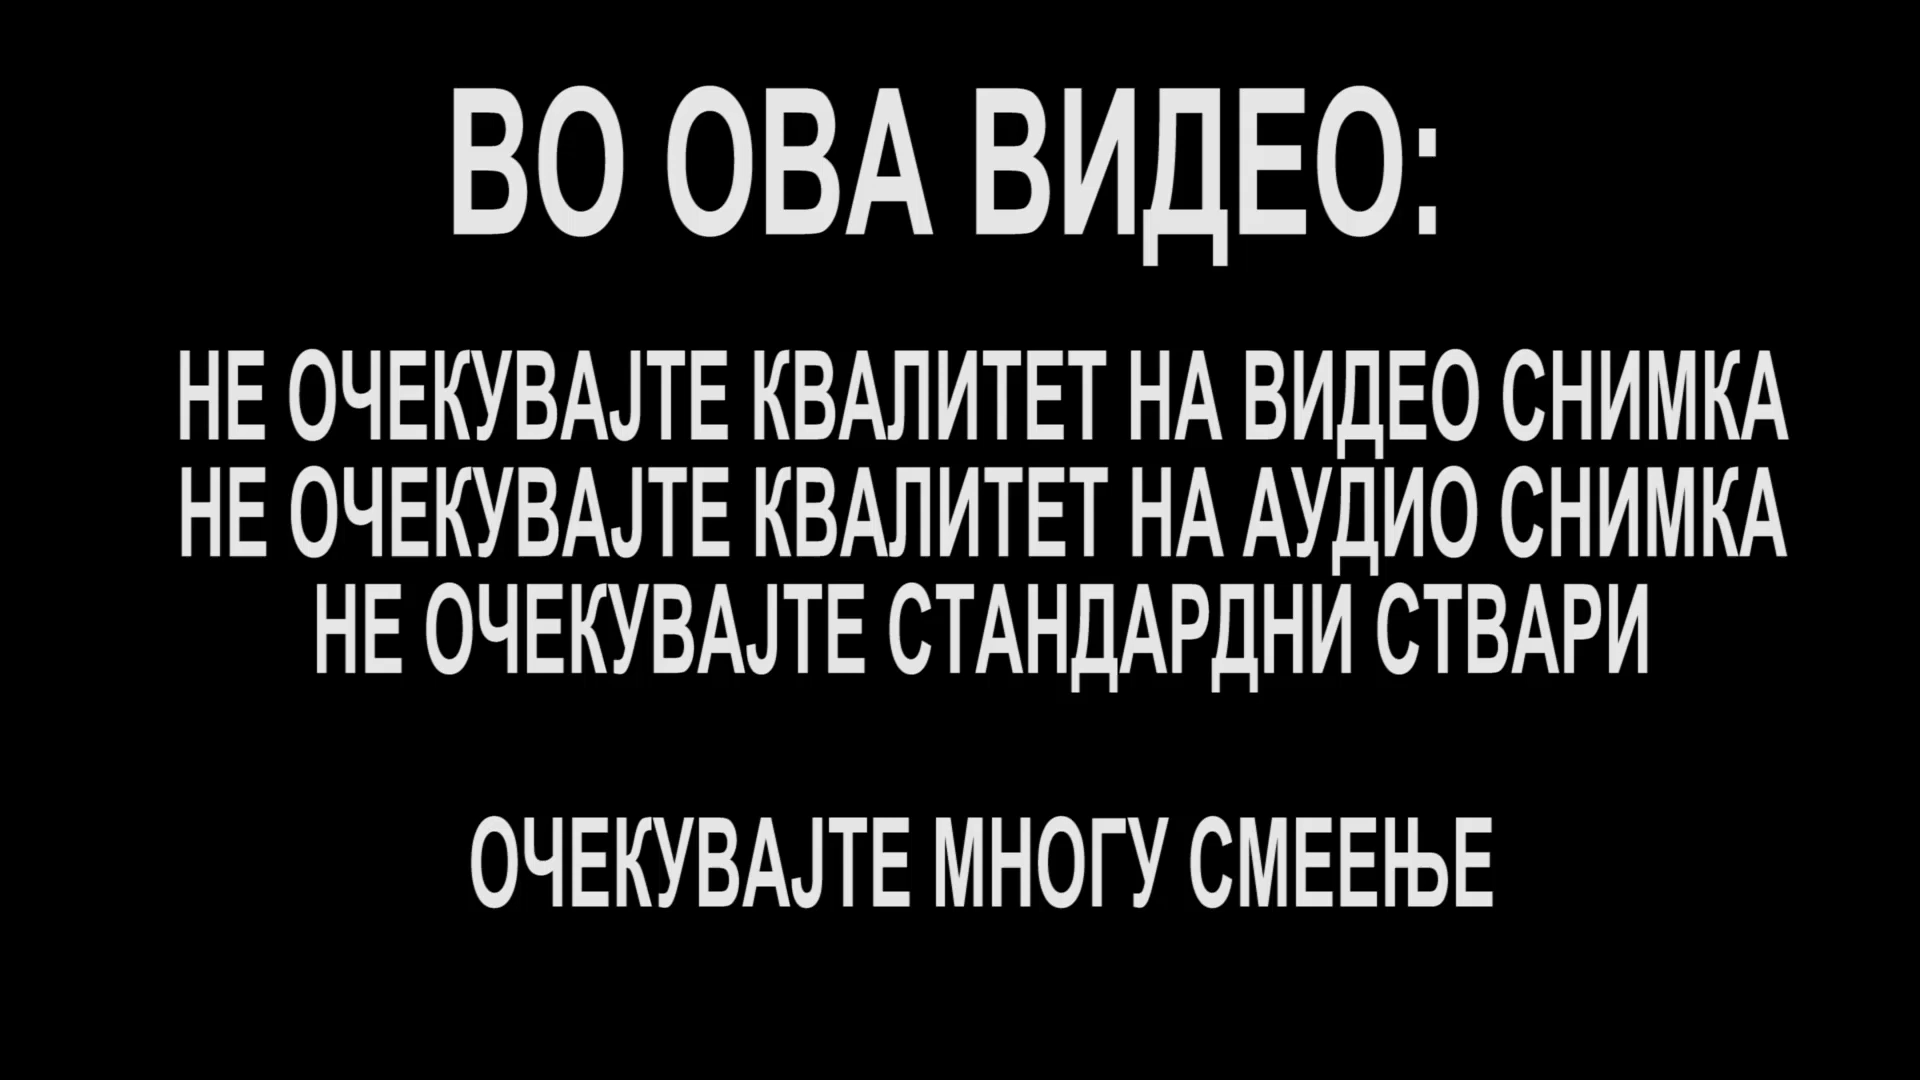 ВО ОВА ВИДЕО:
НЕ ОЧЕКУВАЈТЕ КВАЛИТЕТ НА ВИДЕО СНИМКА
НЕ ОЧЕКУВАЈТЕ КВАЛИТЕТ НА АУДИО СНИМКА
НЕ ОЧЕКУВАЈТЕ СТАНДАРДНИ СТВАРИ
ОЧЕКУВАЈТЕ МНОГУ СМЕЕЊЕ